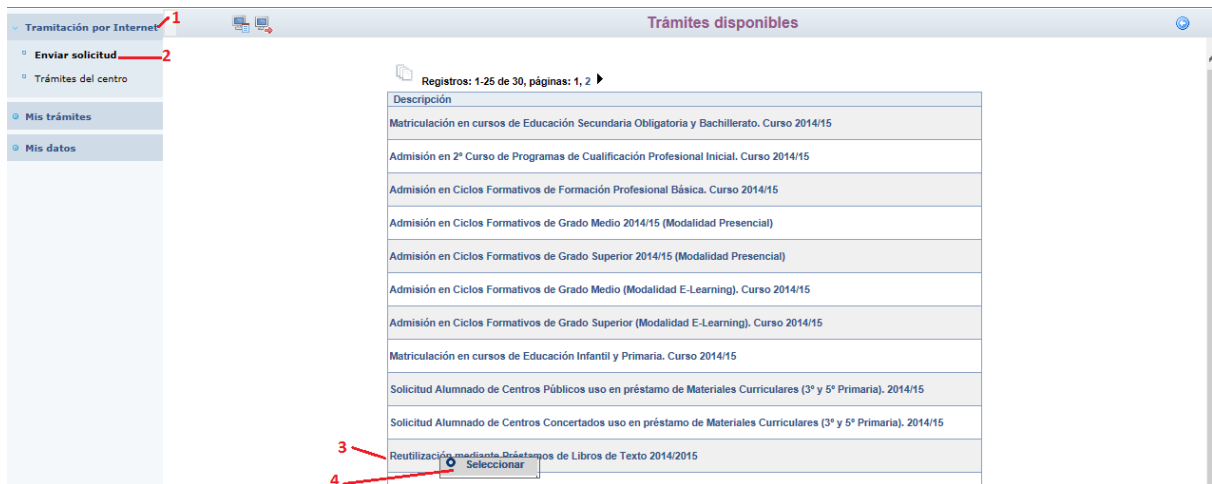 Tramitación por Internet
1
Enviar solicitud
2
Trámites del centro
Mis trámites
Mis datos
Trámites disponibles
Registros: 1-25 de 30, páginas: 1, 2
Descripción
Matriculación en cursos de Educación Secundaria Obligatoria y Bachillerato. Curso 2014/15
Admisión en 2º Curso de Programas de Cualificación Profesional Inicial. Curso 2014/15
Admisión en Ciclos Formativos de Formación Profesional Básica. Curso 2014/15
Admisión en Ciclos Formativos de Grado Medio 2014/15 (Modalidad Presencial)
Admisión en Ciclos Formativos de Grado Superior 2014/15 (Modalidad Presencial)
Admisión en Ciclos Formativos de Grado Medio (Modalidad E-Learning). Curso 2014/15
Admisión en Ciclos Formativos de Grado Superior (Modalidad E-Learning). Curso 2014/15
Matriculación en cursos de Educación Infantil y Primaria. Curso 2014/15
Solicitud Alumnado de Centros Públicos uso en préstamo de Materiales Curriculares (3º y 5º Primaria). 2014/15
Solicitud Alumnado de Centros Concertados uso en préstamo de Materiales Curriculares (3º y 5º Primaria). 2014/15
3
Reutilización mediante Préstamos de Libros de Texto 2014/2015
Seleccionar
4